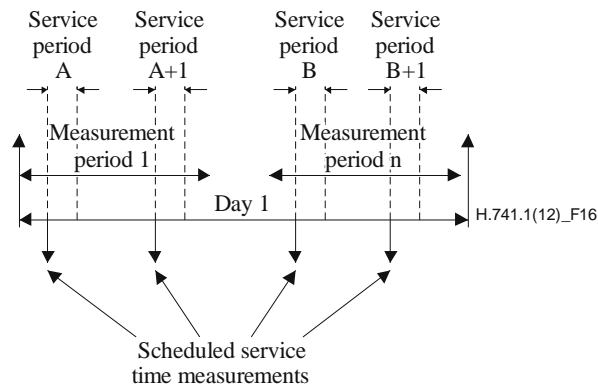 Service period A
Service period A+1
Service period B
Service period B+1
Measurement period 1
Measurement period n
Day 1
H.741.1(12)_F16
Scheduled service
time measurements